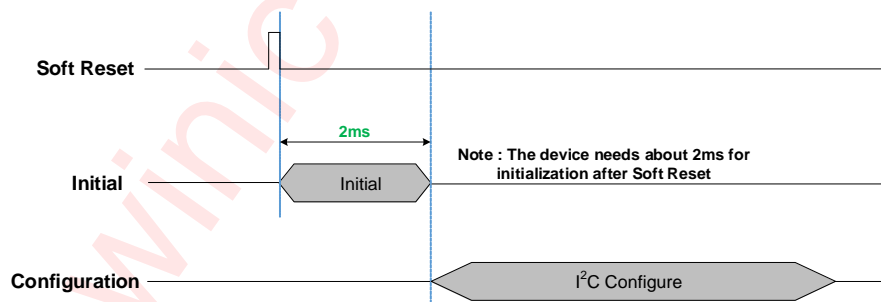 Soft Reset
2ms
Note : The device needs about 2ms for
initialization after Soft Reset
Initial
Initial
Configuration
I²C Configure
winic